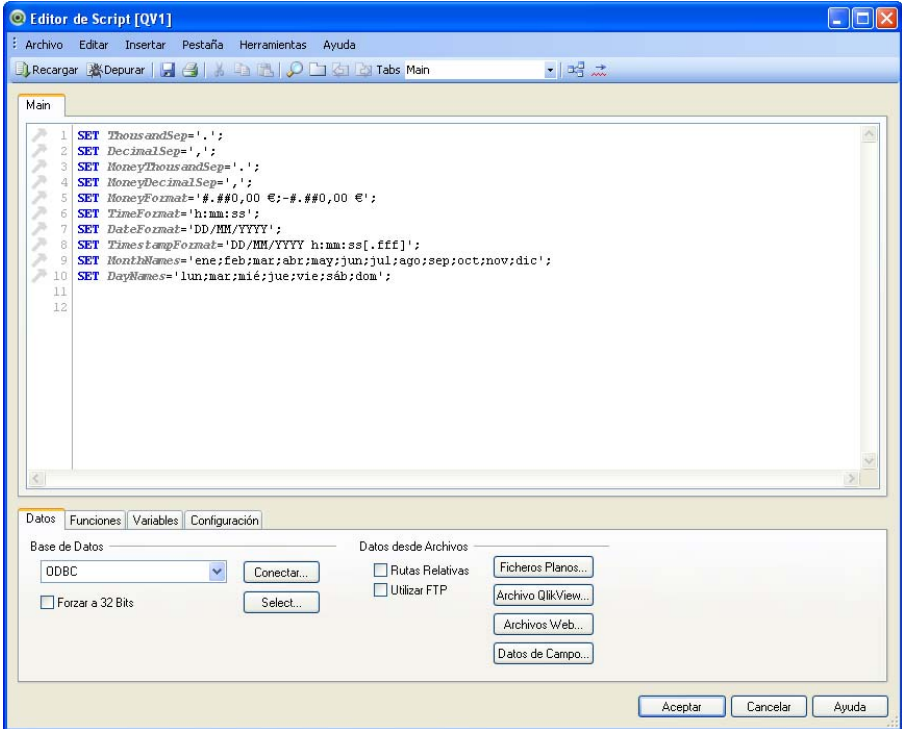 Editor de Script [QV1]
Archivo Editar Insertar Pestaña Herramientas Ayuda
Recargar Depurar Tabs Main
Main
1 SET ThousandSep='.';
2 SET DecimalSep=',';
3 SET MoneyThousandSep='.';
4 SET MoneyDecimalSep=',';
5 SET MoneyFormat='#.##0,00 €;-#.##0,00 €';
6 SET TimeFormat='h:mm:ss';
7 SET DateFormat='DD/MM/YYYY';
8 SET TimestampFormat='DD/MM/YYYY h:mm:ss[.fff]';
9 SET MonthNames='ene;feb;mar;abr;may;jun;jul;ago;sep;oct;nov;dic';
10 SET DayNames='lun;mar;mié;jue;vie;sáb;dom';
11
12
Datos Funciones Variables Configuración
Base de Datos Datos desde Archivos
ODBC Conectar... Rutas Relativas Ficheros Planos...
Forzar a 32 Bits Select... Utilizar FTP Archivo QlikView...
Archivos Web...
Datos de Campo...
Aceptar Cancelar Ayuda